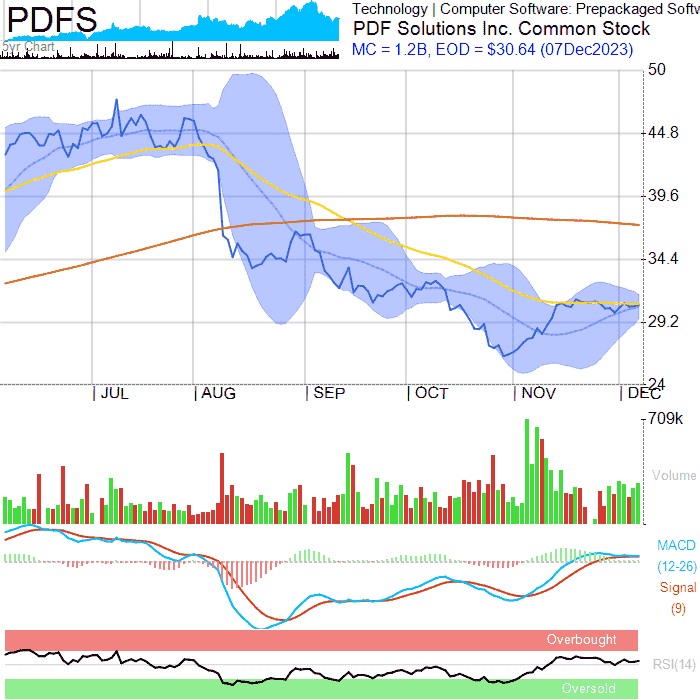 PDFS
5yr Chart
Technology | Computer Software: Prepackaged Softw
PDF Solutions Inc. Common Stock
MC = 1.2B, EOD = $30.64 (07Dec2023)
50
44.8
39.6
34.4
29.2
24
JUL AUG SEP OCT NOV DEC
709k
Volume
MACD
(12-26)
Signal
(9)
Overbought
RSI(14)
Oversold